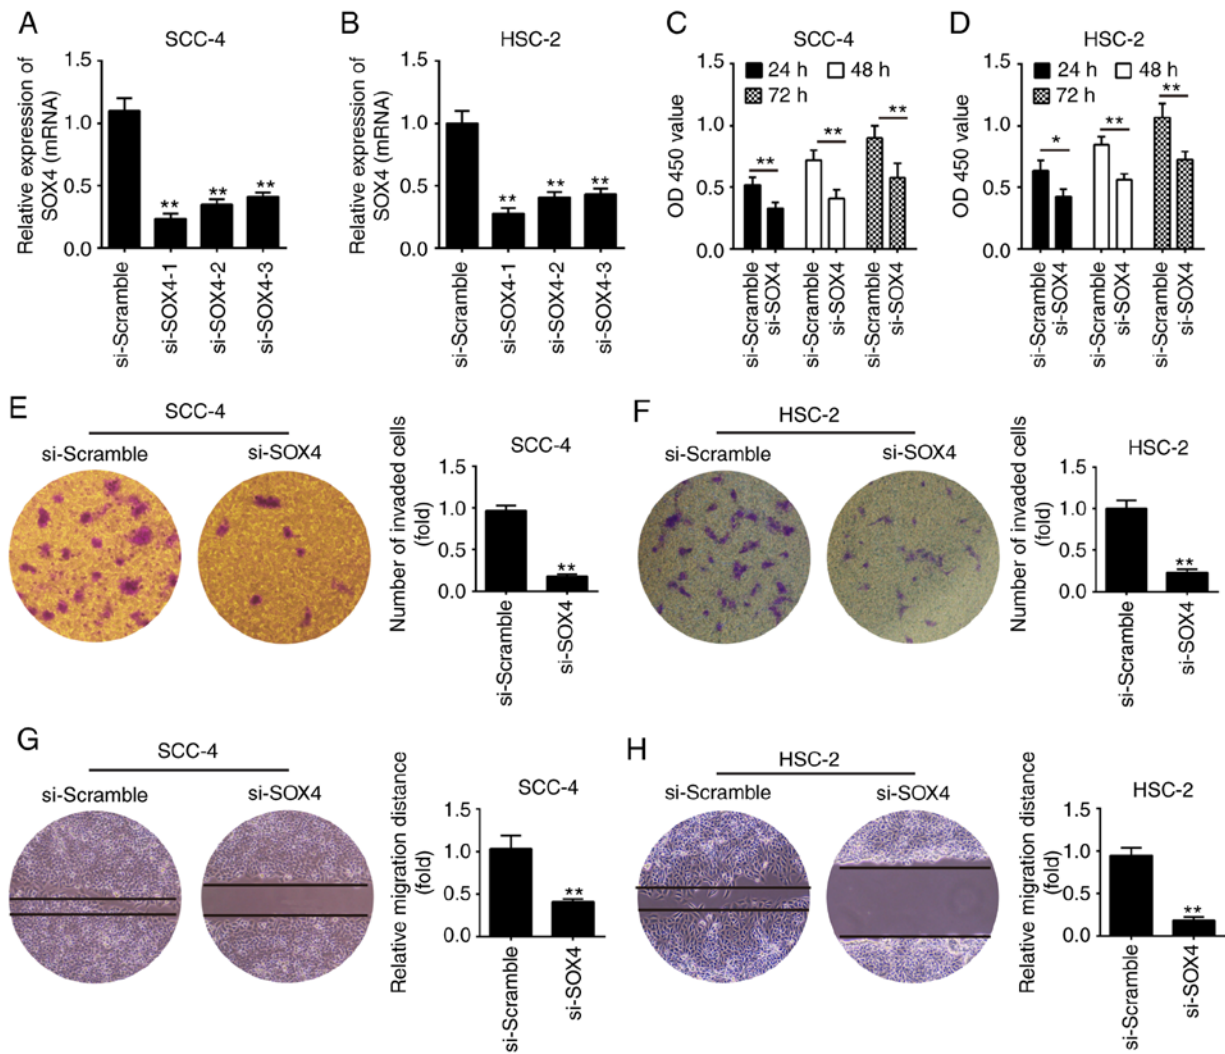 A
SCC-4
Relative expression of
SOX4 (mRNA)
1.5
1.0
0.5
0.0
**
**
**
si-Scramble
si-SOX4-1
si-SOX4-2
si-SOX4-3
B
HSC-2
Relative expression of
SOX4 (mRNA)
1.5
1.0
0.5
0.0
**
**
**
si-Scramble
si-SOX4-1
si-SOX4-2
si-SOX4-3
C
SCC-4
OD 450 value
1.5
1.0
0.5
0.0
24 h
48 h
72 h
**
**
**
si-Scramble
si-SOX4
si-Scramble
si-SOX4
si-Scramble
si-SOX4
D
HSC-2
OD 450 value
1.5
1.0
0.5
0.0
24 h
48 h
72 h
*
**
**
si-Scramble
si-SOX4
si-Scramble
si-SOX4
si-Scramble
si-SOX4
E
SCC-4
si-Scramble
si-SOX4
Number of invaded cells
(fold)
SCC-4
1.5
1.0
0.5
0.0
**
si-Scramble
si-SOX4
F
HSC-2
si-Scramble
si-SOX4
Number of invaded cells
(fold)
HSC-2
1.5
1.0
0.5
0.0
**
si-Scramble
si-SOX4
G
SCC-4
si-Scramble
si-SOX4
Relative migration distance
(fold)
SCC-4
1.5
1.0
0.5
0.0
**
si-Scramble
si-SOX4
H
HSC-2
si-Scramble
si-SOX4
Relative migration distance
(fold)
HSC-2
1.5
1.0
0.5
0.0
**
si-Scramble
si-SOX4